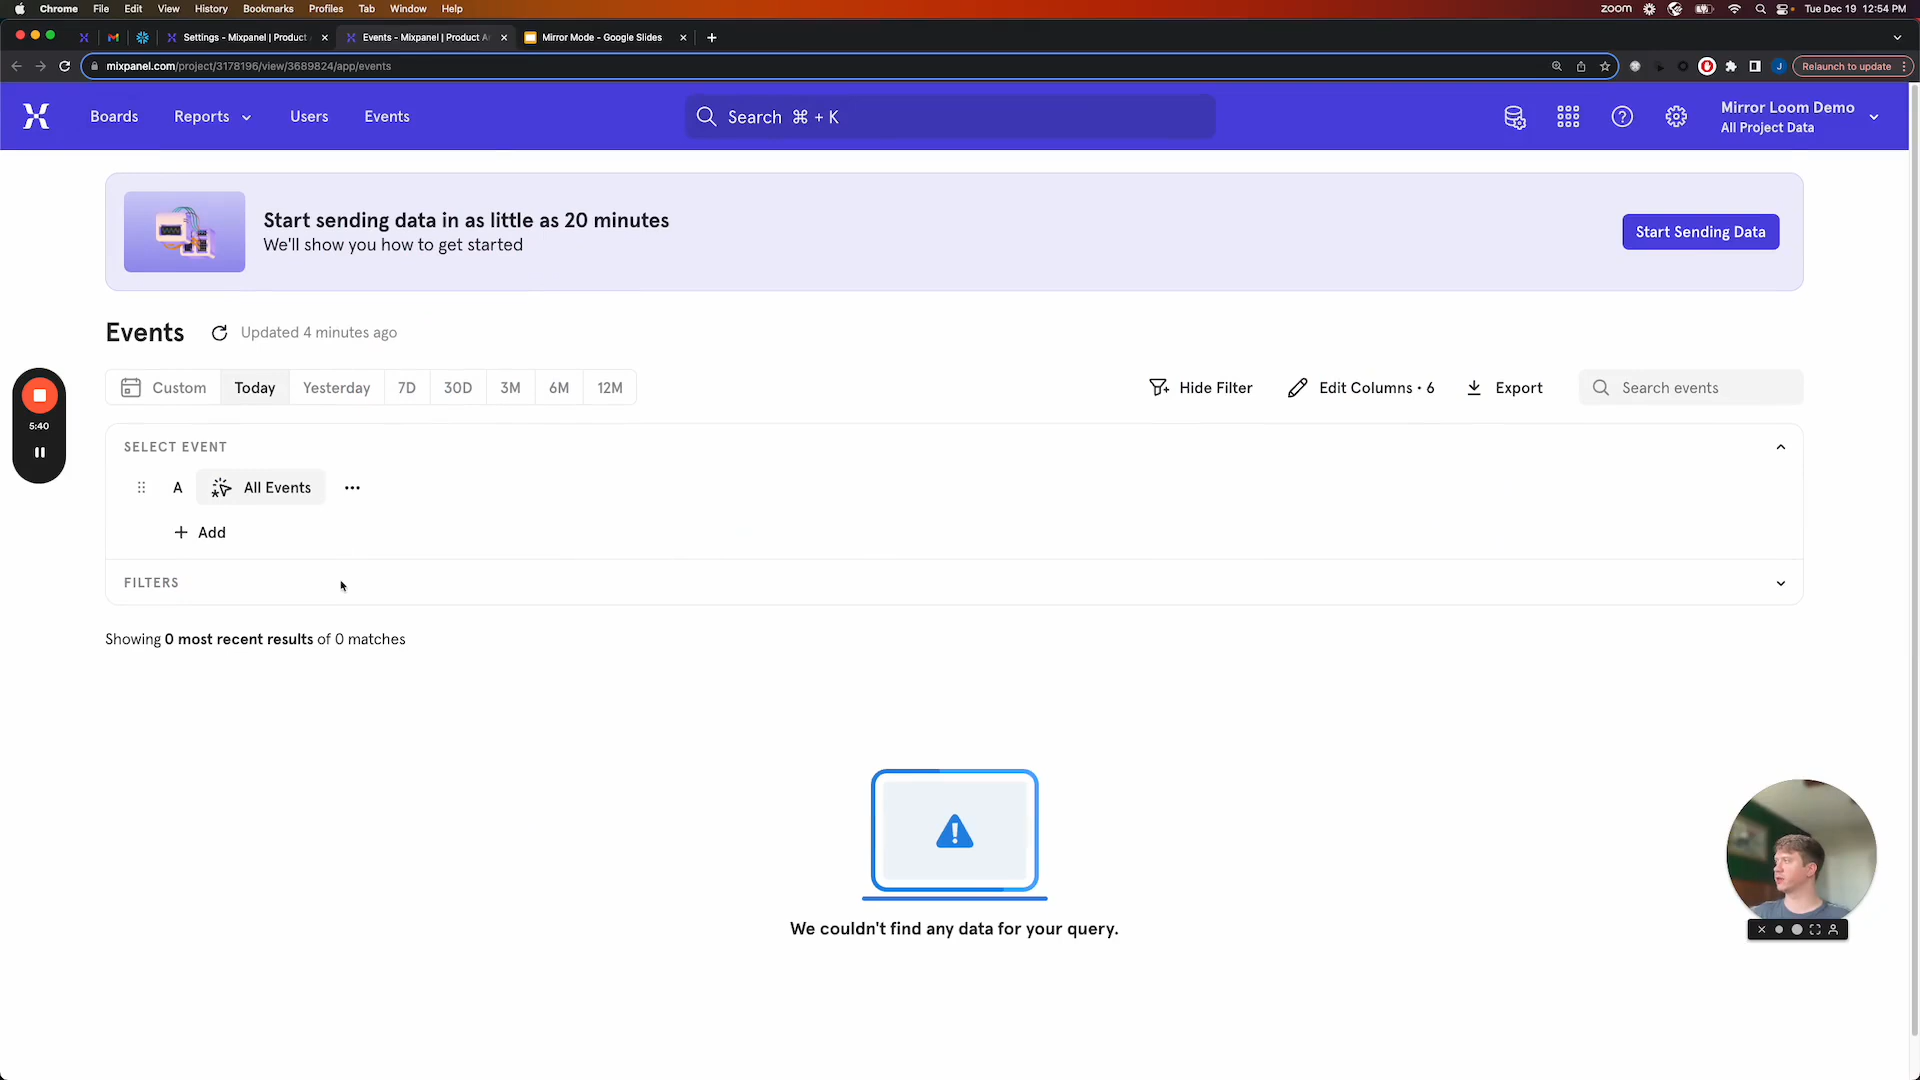 Chrome File Edit View History Bookmarks Profiles Tab Window Help
zoom Tue Dec 19 12:54 PM
Settings - Mixpanel | Product
Events - Mixpanel | Product A
Mirror Mode - Google Slides
mixpanel.com/project/3178196/view/3689824/app/events
J
Relaunch to update
Boards Reports Users Events
Search ⌘ + K
Mirror Loom Demo
All Project Data
Start sending data in as little as 20 minutes
We'll show you how to get started
Start Sending Data
Events Updated 4 minutes ago
Custom Today Yesterday 7D 30D 3M 6M 12M
Hide Filter Edit Columns • 6 Export Search events
5:40
SELECT EVENT
A All Events
+ Add
FILTERS
Showing 0 most recent results of 0 matches
We couldn't find any data for your query.